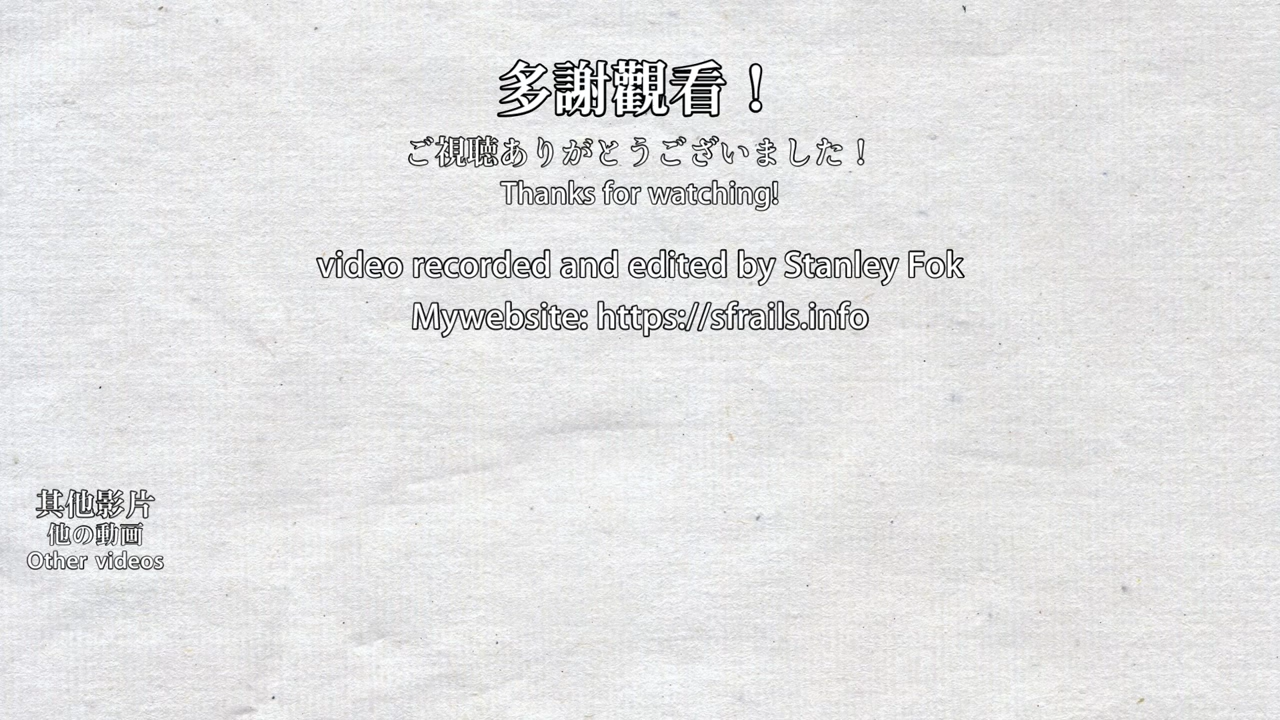 多謝觀看！
ご視聴ありがとうございました！
Thanks for watching!
video recorded and edited by Stanley Fok
Mywebsite: https://sfrails.info
其他影片
他の動画
Other videos